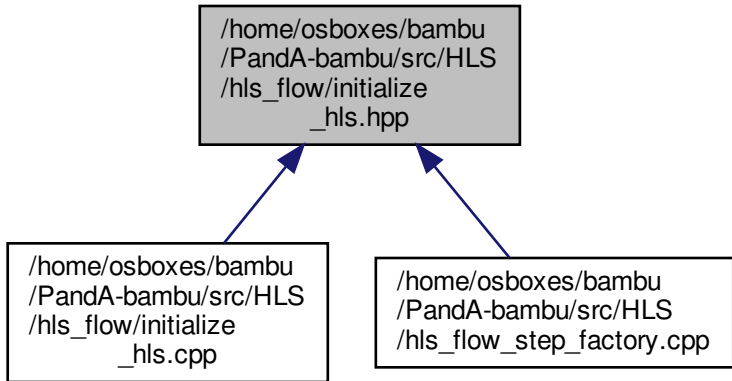 /home/osboxes/bambu
/PandA-bambu/src/HLS
/hls_flow/initialize
_hls.hpp
/home/osboxes/bambu
/PandA-bambu/src/HLS
/hls_flow/initialize
_hls.cpp
/home/osboxes/bambu
/PandA-bambu/src/HLS
/hls_flow_step_factory.cpp